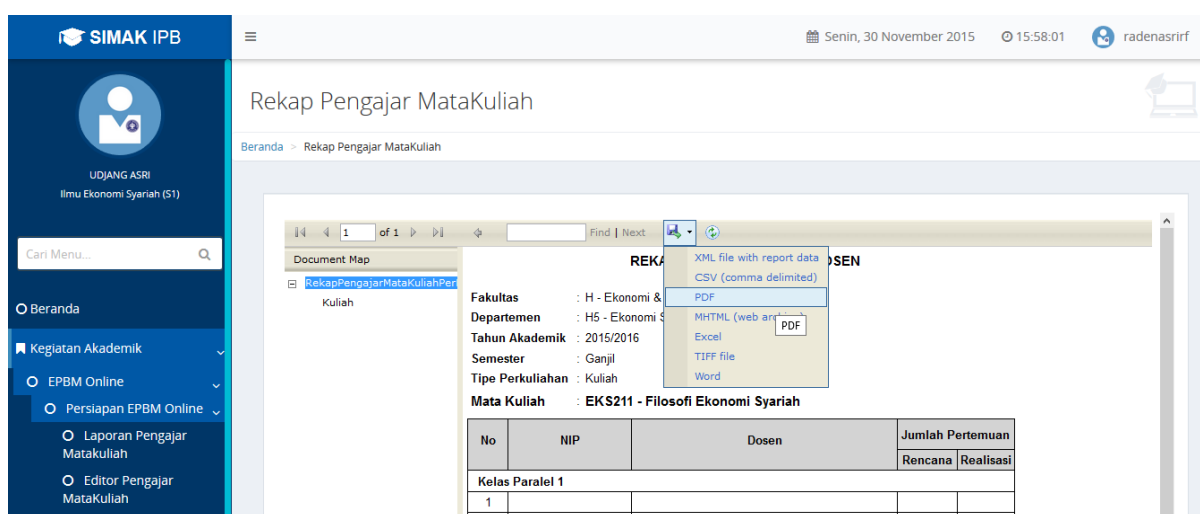 SIMAK IPB
Senin, 30 November 2015 15:58:01 radenasrirf
UDJANG ASRI
Ilmu Ekonomi Syariah (S1)
Cari Menu...
Beranda
Kegiatan Akademik
EPBM Online
Persiapan EPBM Online
Laporan Pengajar
Matakuliah
Editor Pengajar
MataKuliah
Rekap Pengajar MataKuliah
Beranda > Rekap Pengajar MataKuliah
1 of 1 Find | Next
Document Map
RekapPengajarMataKuliahPer
Kuliah
XML file with report data
CSV (comma delimited)
PDF
MHTML (web
PDF
Excel
TIFF file
Word
Fakultas : H - Ekonomi &
Departemen : H5 - Ekonomi
Tahun Akademik : 2015/2016
Semester : Ganjil
Tipe Perkuliahan : Kuliah
Mata Kuliah : EKS211 - Filosofi Ekonomi Syariah
No NIP Dosen Jumlah Pertemuan
Rencana Realisasi
Kelas Paralel 1
1